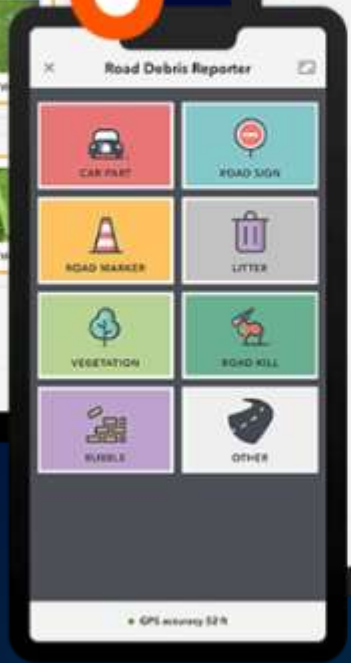 × Road Debris Reporter
CAR PART ROAD SIGN
ROAD MARKER LITTER
VEGETATION ROAD KILL
RUBBLE OTHER
GPS accuracy 52 ft